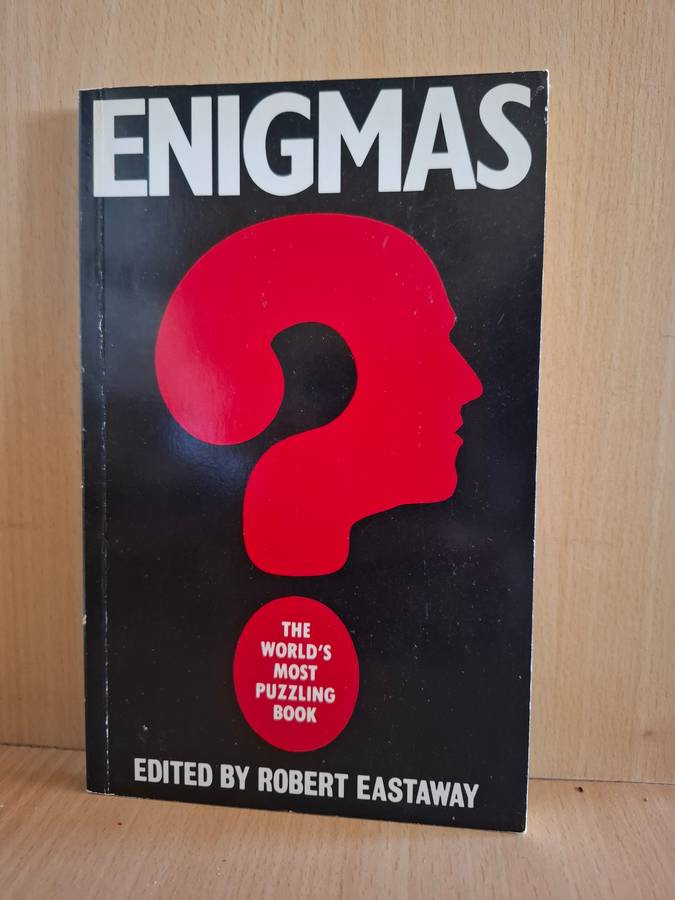 ENIGMAS
THE
WORLD'S
MOST
PUZZLING
BOOK
EDITED BY ROBERT EASTAWAY